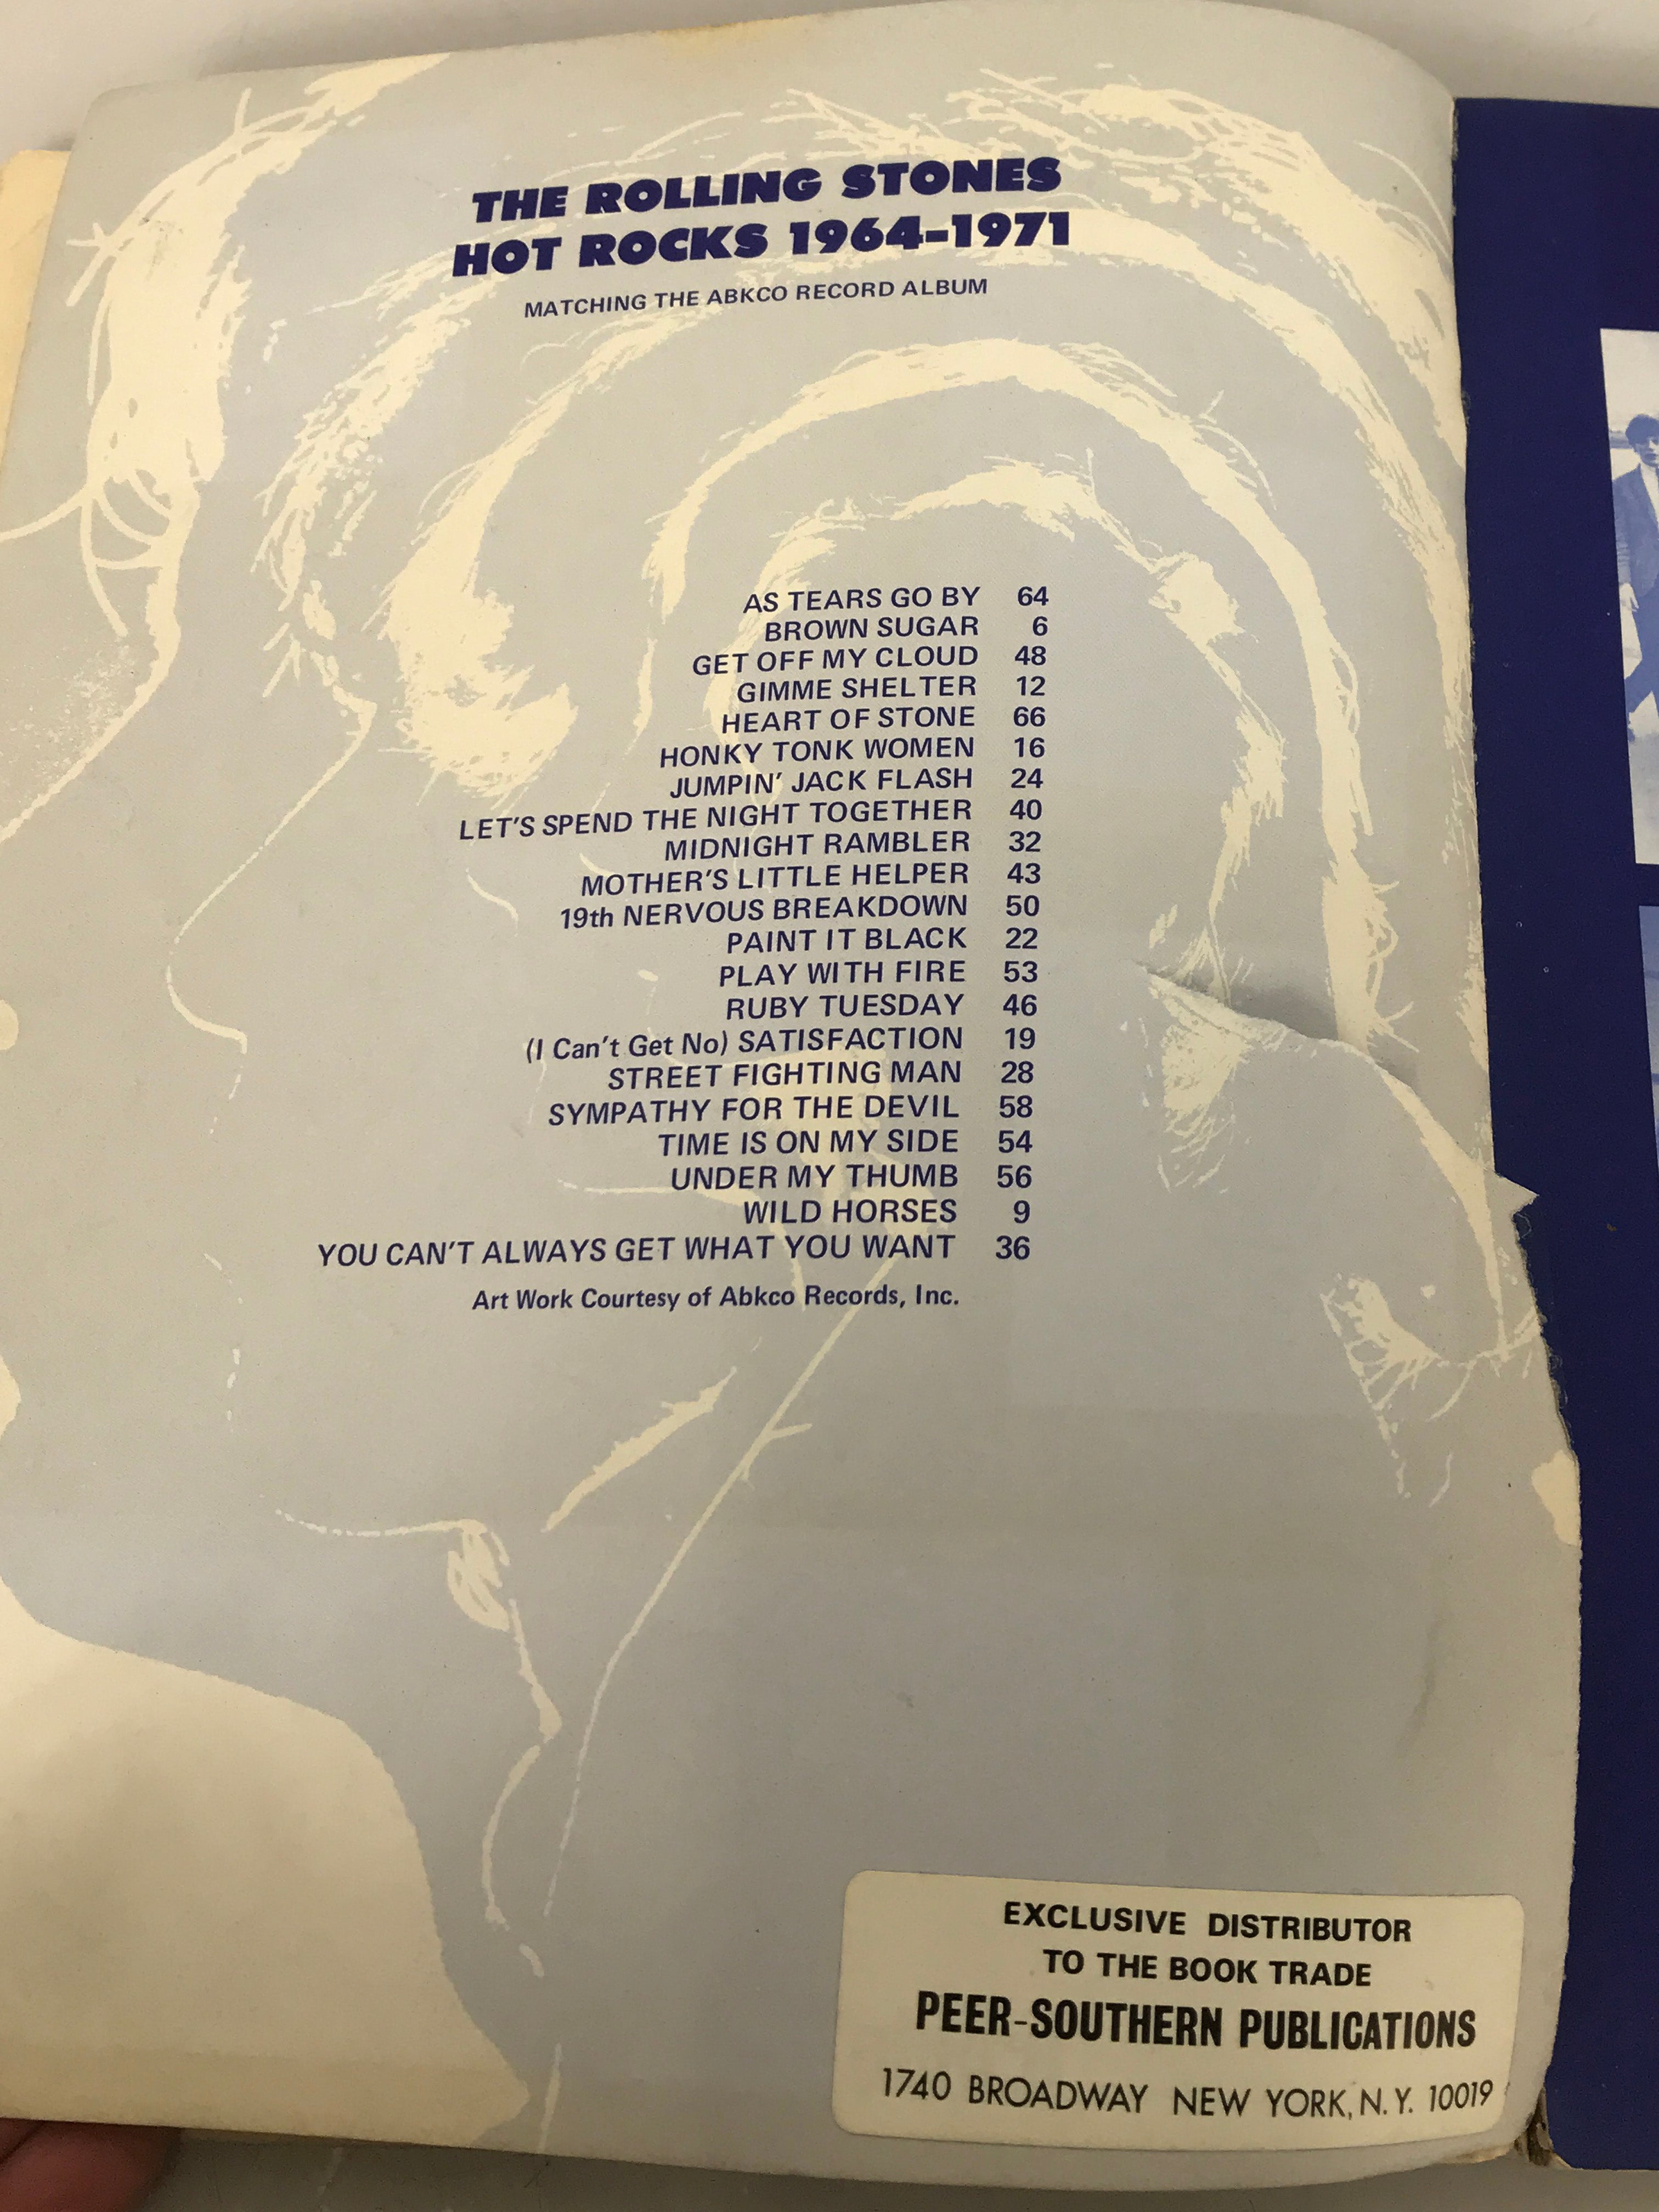 THE ROLLING STONES
HOT ROCKS 1964-1971
MATCHING THE ABKCO RECORD ALBUM
AS TEARS GO BY 64
BROWN SUGAR 6
GET OFF MY CLOUD 48
GIMME SHELTER 12
HEART OF STONE 66
HONKY TONK WOMEN 16
JUMPIN' JACK FLASH 24
LET'S SPEND THE NIGHT TOGETHER 40
MIDNIGHT RAMBLER 32
MOTHER'S LITTLE HELPER 43
19th NERVOUS BREAKDOWN 50
PAINT IT BLACK 22
PLAY WITH FIRE 53
RUBY TUESDAY 46
(I Can't Get No) SATISFACTION 19
STREET FIGHTING MAN 28
SYMPATHY FOR THE DEVIL 58
TIME IS ON MY SIDE 54
UNDER MY THUMB 56
WILD HORSES 9
YOU CAN'T ALWAYS GET WHAT YOU WANT 36
Art Work Courtesy of Abkco Records, Inc.
EXCLUSIVE DISTRIBUTOR
TO THE BOOK TRADE
PEER-SOUTHERN PUBLICATIONS
1740 BROADWAY NEW YORK, N.Y. 10019